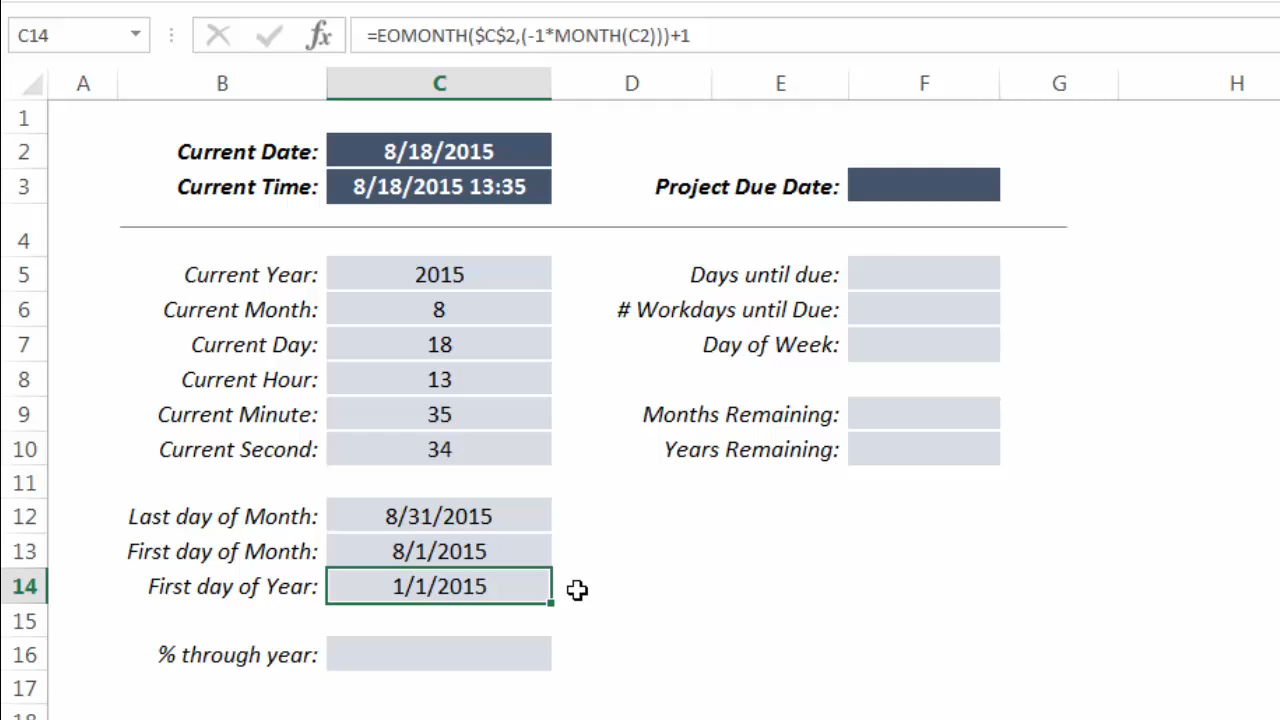 C14 fx =EOMONTH($C$2,(-1*MONTH(C2)))+1
A B C D E F G H
1
2 Current Date: 8/18/2015
3 Current Time: 8/18/2015 13:35 Project Due Date:
4
5 Current Year: 2015 Days until due:
6 Current Month: 8 # Workdays until Due:
7 Current Day: 18 Day of Week:
8 Current Hour: 13
9 Current Minute: 35 Months Remaining:
10 Current Second: 34 Years Remaining:
11
12 Last day of Month: 8/31/2015
13 First day of Month: 8/1/2015
14 First day of Year: 1/1/2015
15
16 % through year:
17
18